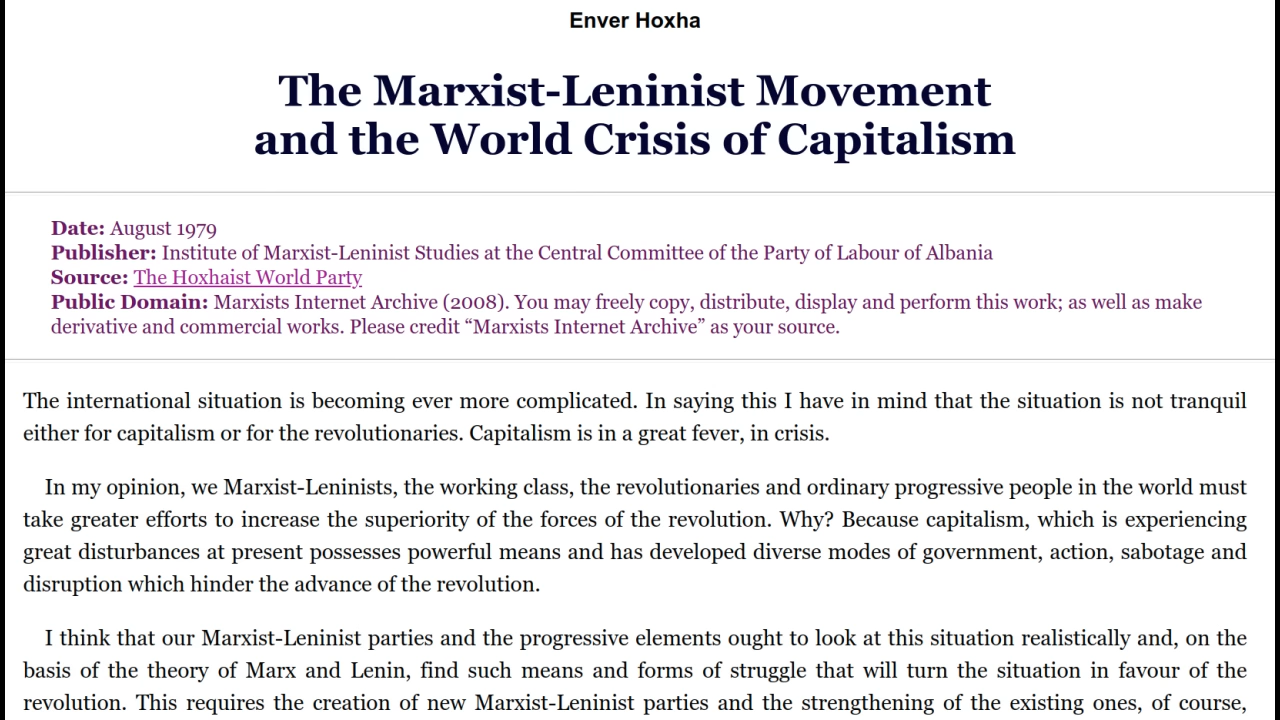 Enver Hoxha
The Marxist-Leninist Movement
and the World Crisis of Capitalism
Date: August 1979
Publisher: Institute of Marxist-Leninist Studies at the Central Committee of the Party of Labour of Albania
Source: The Hoxhaist World Party
Public Domain: Marxists Internet Archive (2008). You may freely copy, distribute, display and perform this work; as well as make
derivative and commercial works. Please credit “Marxists Internet Archive” as your source.
The international situation is becoming ever more complicated. In saying this I have in mind that the situation is not tranquil
either for capitalism or for the revolutionaries. Capitalism is in a great fever, in crisis.
In my opinion, we Marxist-Leninists, the working class, the revolutionaries and ordinary progressive people in the world must
take greater efforts to increase the superiority of the forces of the revolution. Why? Because capitalism, which is experiencing
great disturbances at present possesses powerful means and has developed diverse modes of government, action, sabotage and
disruption which hinder the advance of the revolution.
I think that our Marxist-Leninist parties and the progressive elements ought to look at this situation realistically and, on the
basis of the theory of Marx and Lenin, find such means and forms of struggle that will turn the situation in favour of the
revolution. This requires the creation of new Marxist-Leninist parties and the strengthening of the existing ones, of course,